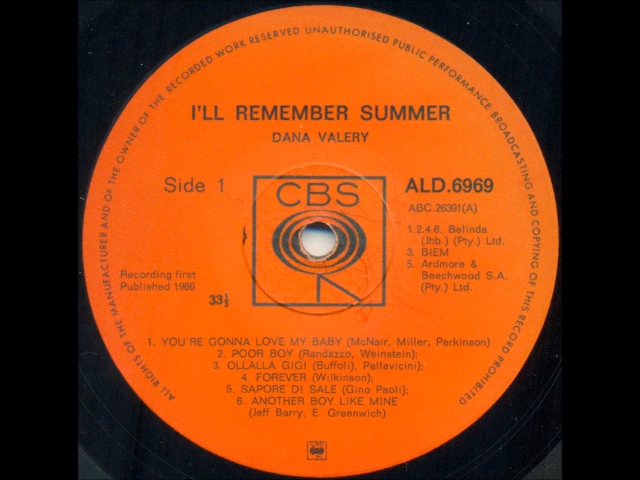 ALL RIGHTS OF THE MANUFACTURER AND OF THE OWNER OF THE RECORDED WORK RESERVED UNAUTHORISED PUBLIC PERFORMANCE BROADCASTING AND COPYING OF THIS RECORD PROHIBITED
I'LL REMEMBER SUMMER
DANA VALERY
Side 1
CBS
ALD.6969
ABC.26391(A)
1.2.4.6. Belinda
(Jhb.) (Pty.) Ltd.
3. BIEM
5. Ardmore &
Beechwood S.A.
(Pty.) Ltd.
Recording first
Published 1966
33⅓
1. YOU'RE GONNA LOVE MY BABY (McNair, Miller, Perkinson)
2. POOR BOY (Randazzo, Weinstein);
3. OLLALLA GIGI (Buffoli, Pallavicini);
4. FOREVER (Wilkinson);
5. SAPORE DI SALE (Gino Paoli);
6. ANOTHER BOY LIKE MINE
(Jeff Barry, E. Greenwich)